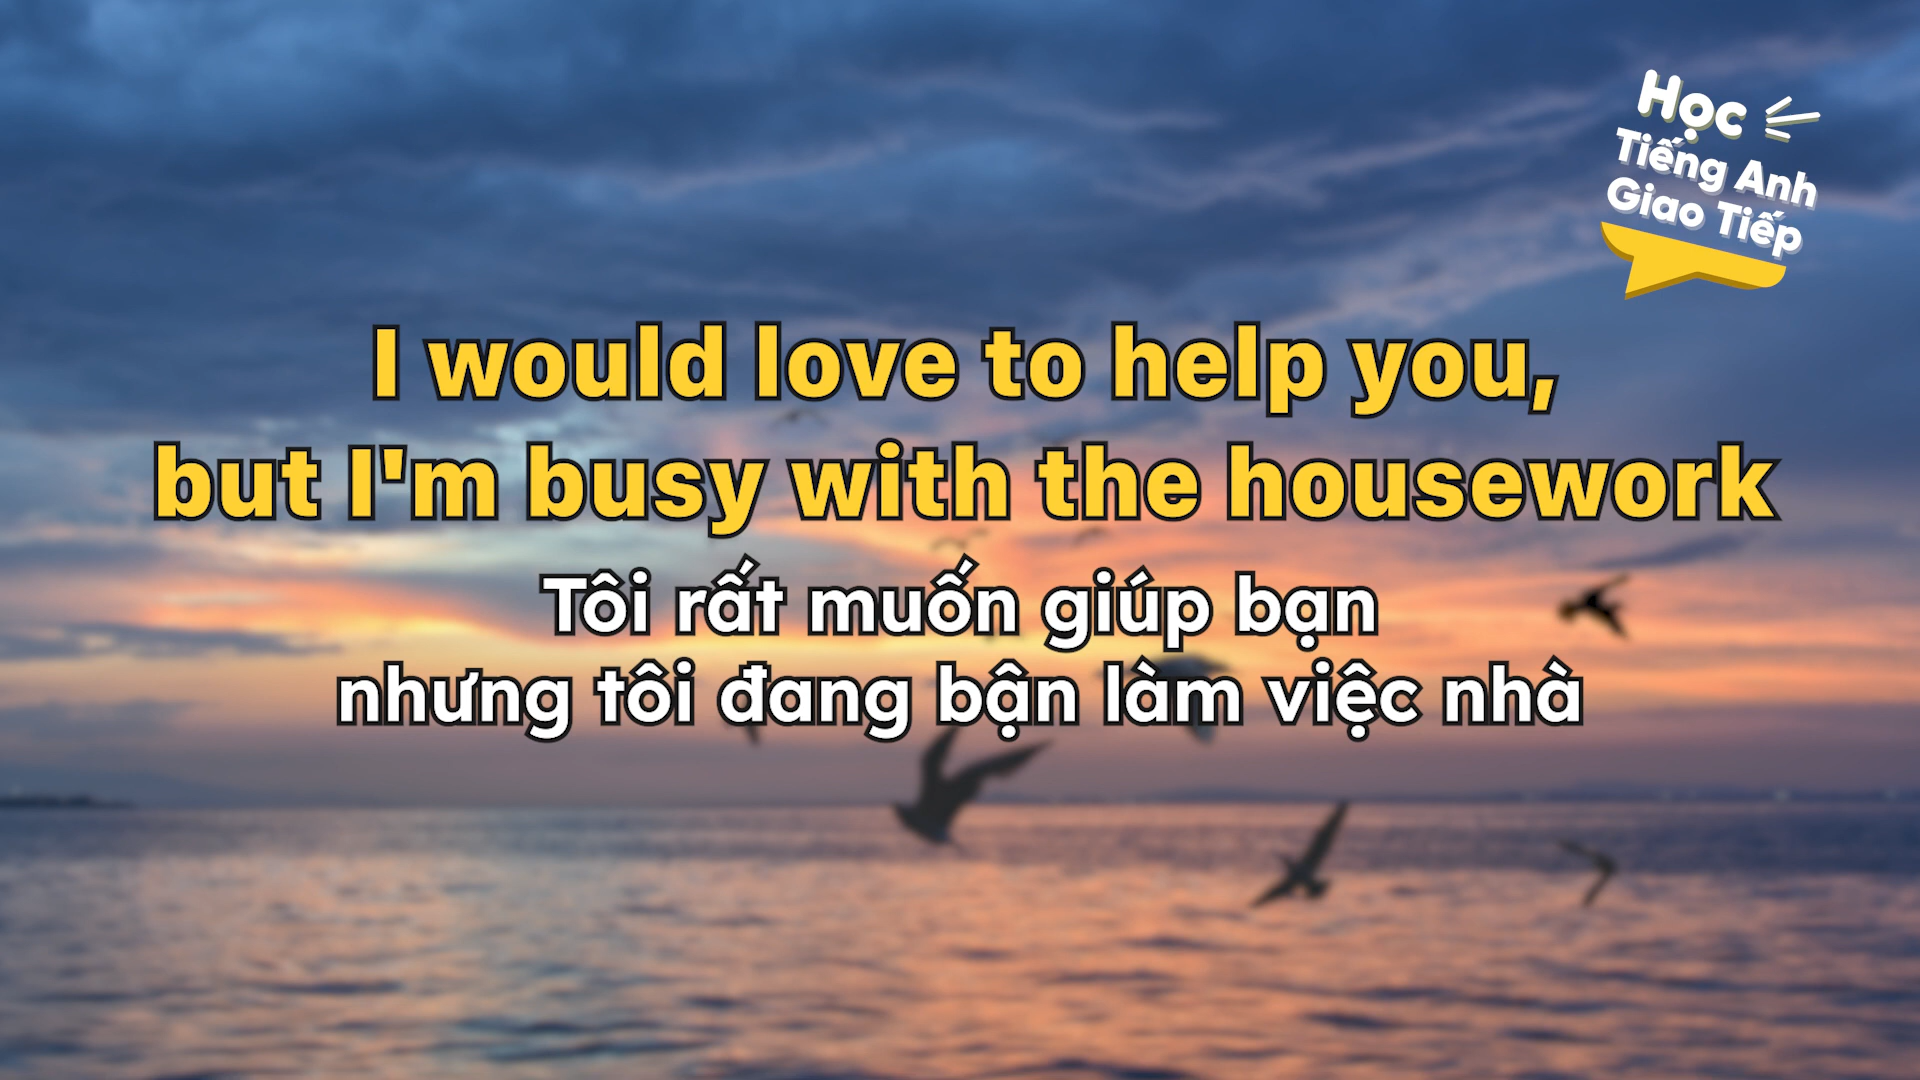 Học
Tiếng Anh
Giao Tiếp
I would love to help you,
but I'm busy with the housework
Tôi rất muốn giúp bạn
nhưng tôi đang bận làm việc nhà